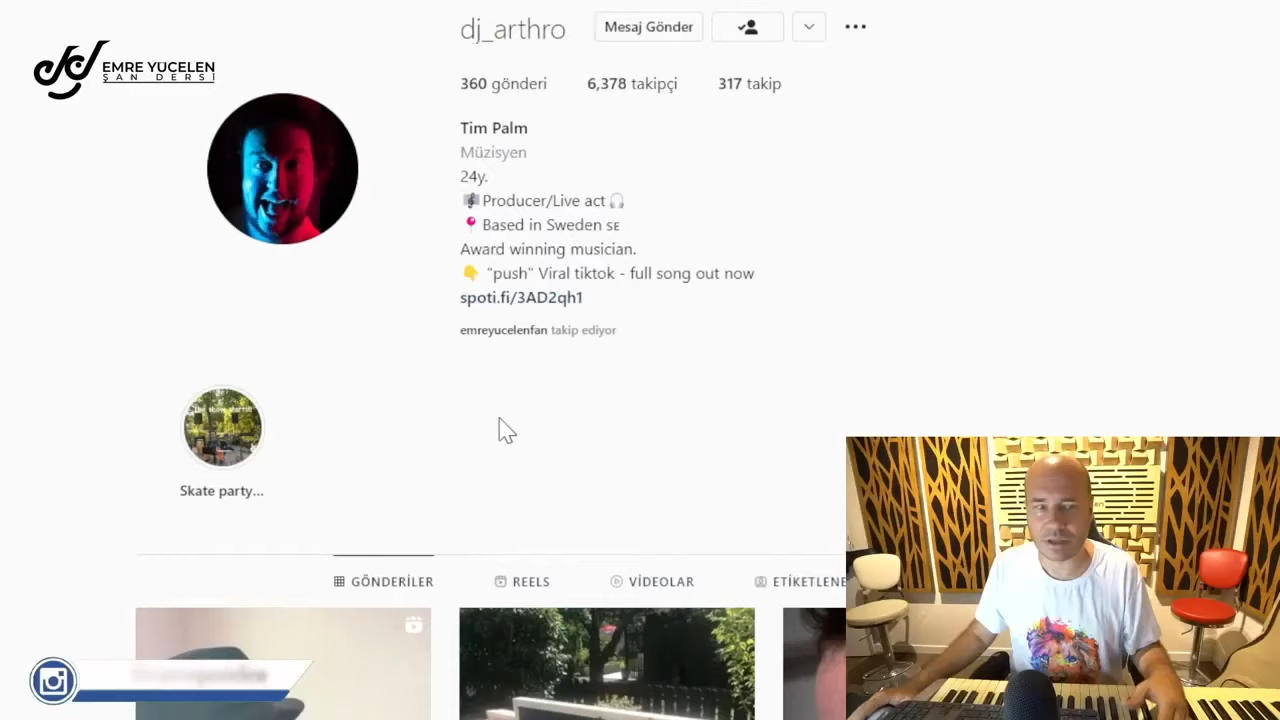 dj_arthro
Mesaj Gönder
EMRE YÜCELEN
ŞAN DERSİ
360 gönderi
6,378 takipçi
317 takip
Tim Palm
Müzisyen
24y.
Producer/Live act
Based in Sweden SE
Award winning musician.
"push" Viral tiktok - full song out now
spoti.fi/3AD2qh1
emreyucelenfan takip ediyor
Skate party...
GÖNDERİLER
REELS
VİDEOLAR
ETİKETLENE